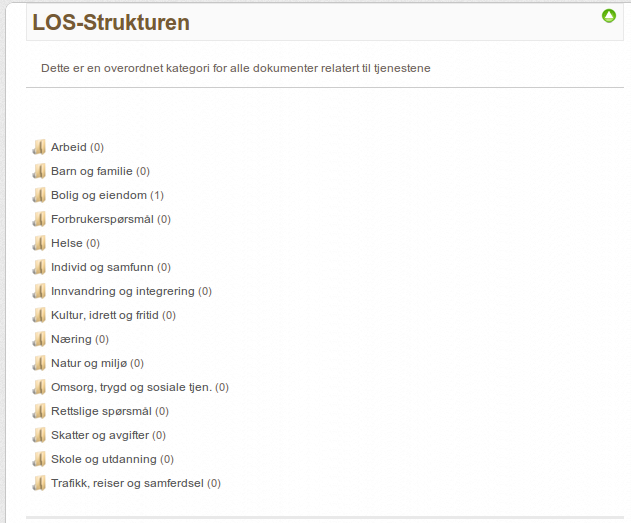 LOS-Strukturen
Dette er en overordnet kategori for alle dokumenter relatert til tjenestene
Arbeid (0)
Barn og familie (0)
Bolig og eiendom (1)
Forbrukerspørsmål (0)
Helse (0)
Individ og samfunn (0)
Innvandring og integrering (0)
Kultur, idrett og fritid (0)
Næring (0)
Natur og miljø (0)
Omsorg, trygd og sosiale tjen. (0)
Rettslige spørsmål (0)
Skatter og avgifter (0)
Skole og utdanning (0)
Trafikk, reiser og samferdsel (0)